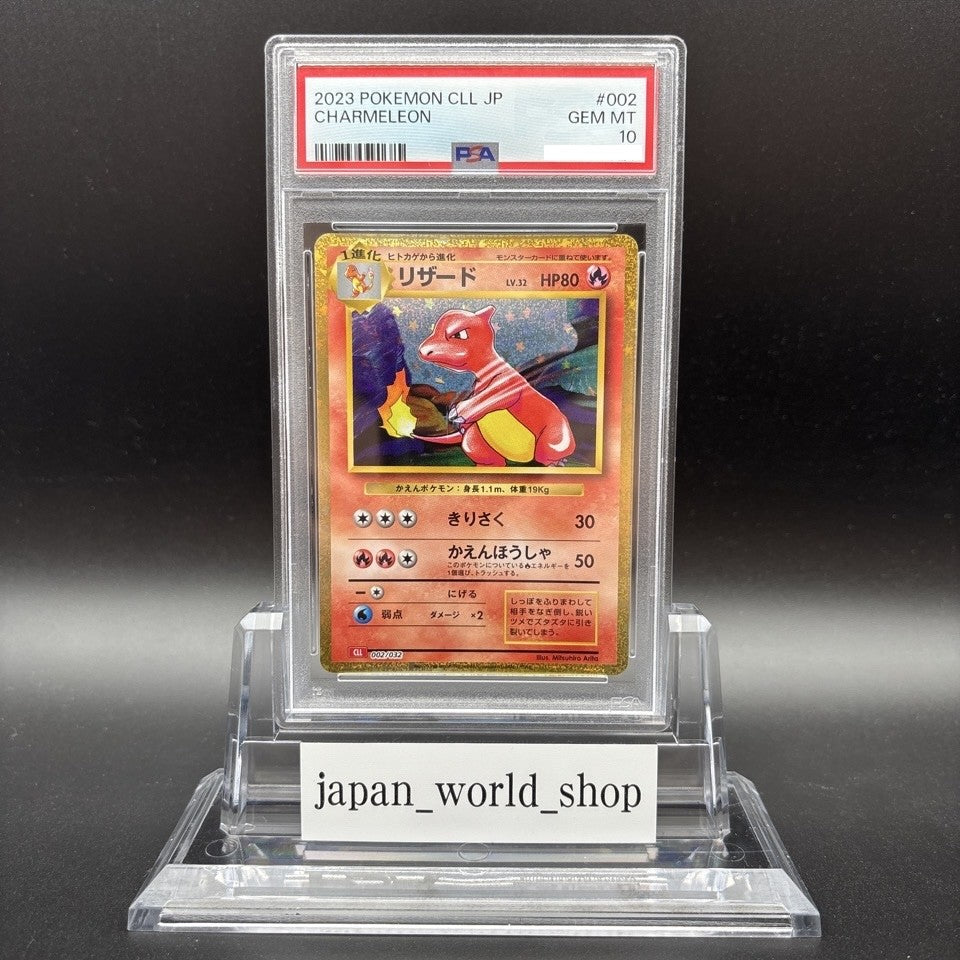 2023 POKEMON CLL JP #002
CHARMELEON GEM MT
10
PSA
1進化 ヒトカゲから進化 モンスターカードに重ねて使います。
リザード LV.32 HP80
かえんポケモン：身長1.1m、体重19Kg
きりさく 30
かえんほうしゃ 50
このポケモンについている エネルギーを
1個選び、トラッシュする。
にげる
弱点 ダメージ ×2
しっぽをふりまわして
相手をなぎ倒し、鋭い
ツメでズタズタに引き
裂いてしまう。
CLL 002/032 Illus. Mitsuhiro Arita
PSA
japan_world_shop